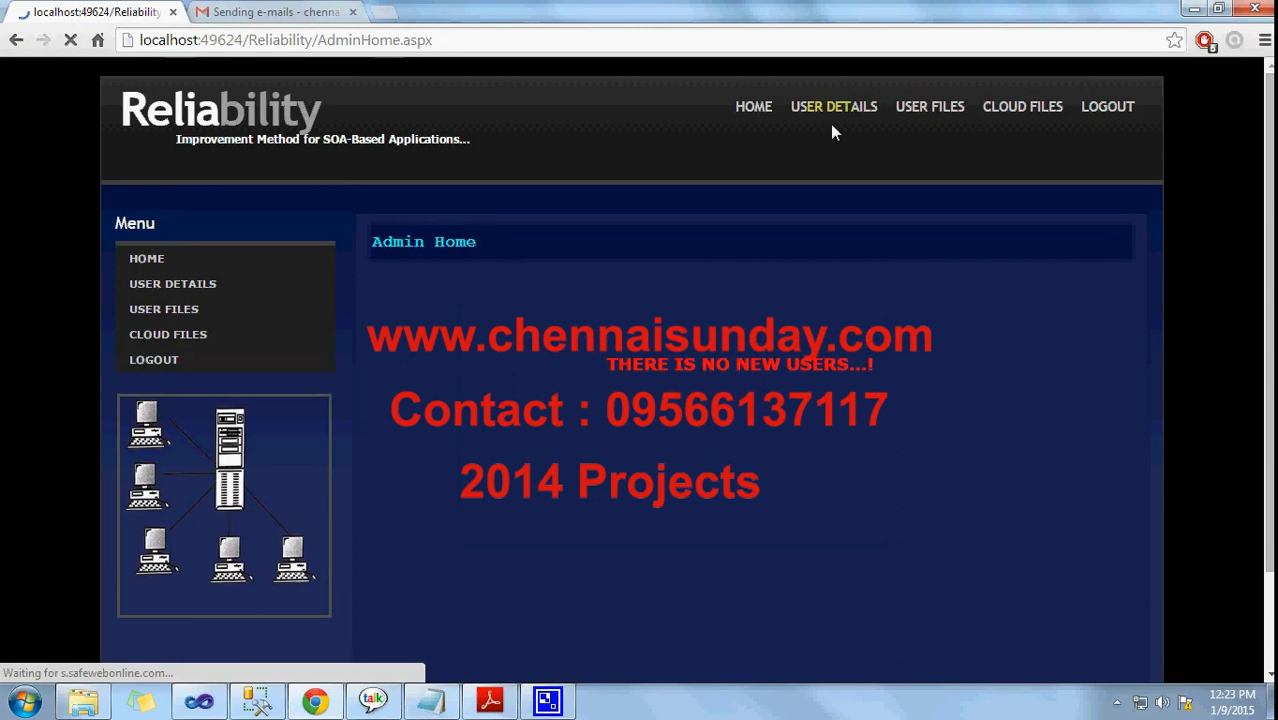 localhost:49624/Reliability
Sending e-mails - chenna
localhost:49624/Reliability/AdminHome.aspx
Reliability
Improvement Method for SOA-Based Applications...
HOME USER DETAILS USER FILES CLOUD FILES LOGOUT
Menu
HOME
USER DETAILS
USER FILES
CLOUD FILES
LOGOUT
Admin Home
www.chennaisunday.com
THERE IS NO NEW USERS...!
Contact : 09566137117
2014 Projects
Waiting for s.safewebonline.com...
talk
12:23 PM
1/9/2015